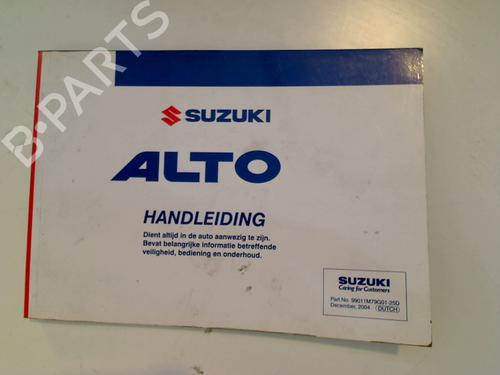 B-PARTS
SUZUKI
ALTO
HANDLEIDING
Dient altijd in de auto aanwezig te zijn.
Bevat belangrijke informatie betreffende
veiligheid, bediening en onderhoud.
SUZUKI
Caring for Customers
Part No. 99011M79G01-25D
December, 2004 DUTCH